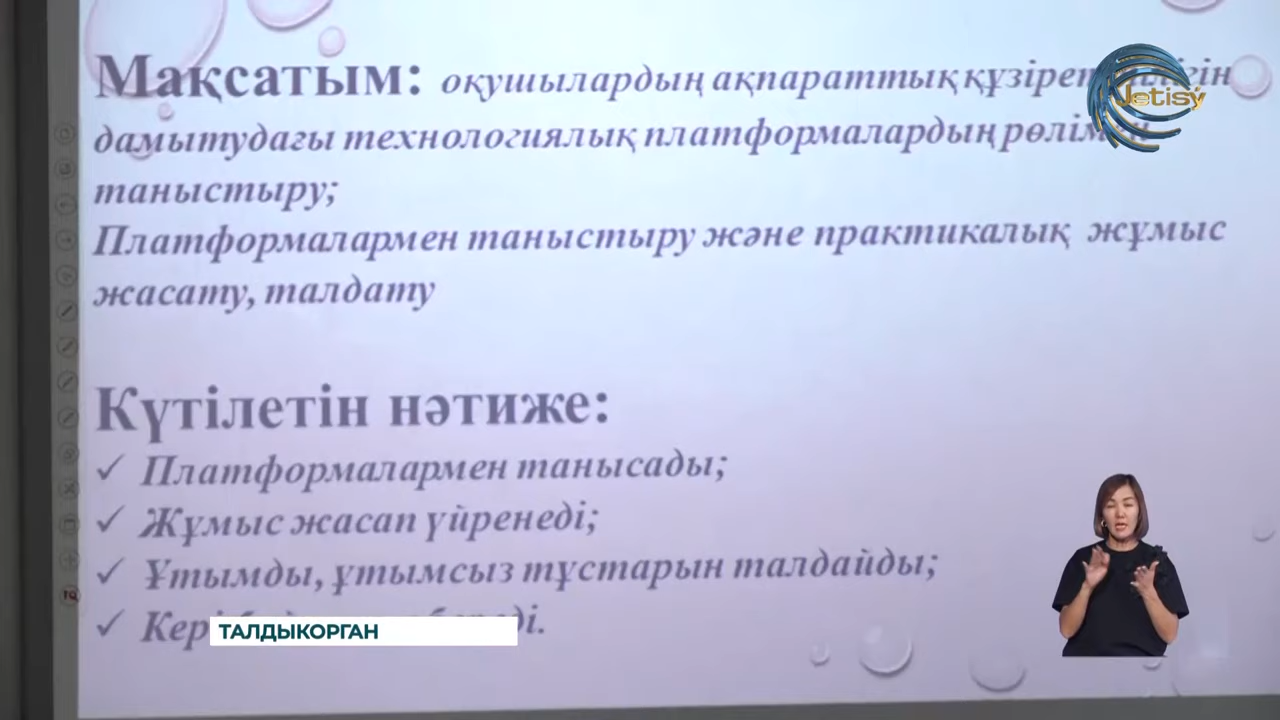 Мақсатым: оқушылардың ақпараттық
дамытудағы технологиялық платформалардың
таныстыру;
Платформалармен таныстыру және практикалық жұмыс
жасату, талдату
Күтілетін нәтиже:
✓ Платформалармен танысады;
✓ Жұмыс жасап үйренеді;
✓ Ұтымды, ұтымсыз тұстарын талдайды;
✓
ТАЛДЫКОРГАН
Jetisý